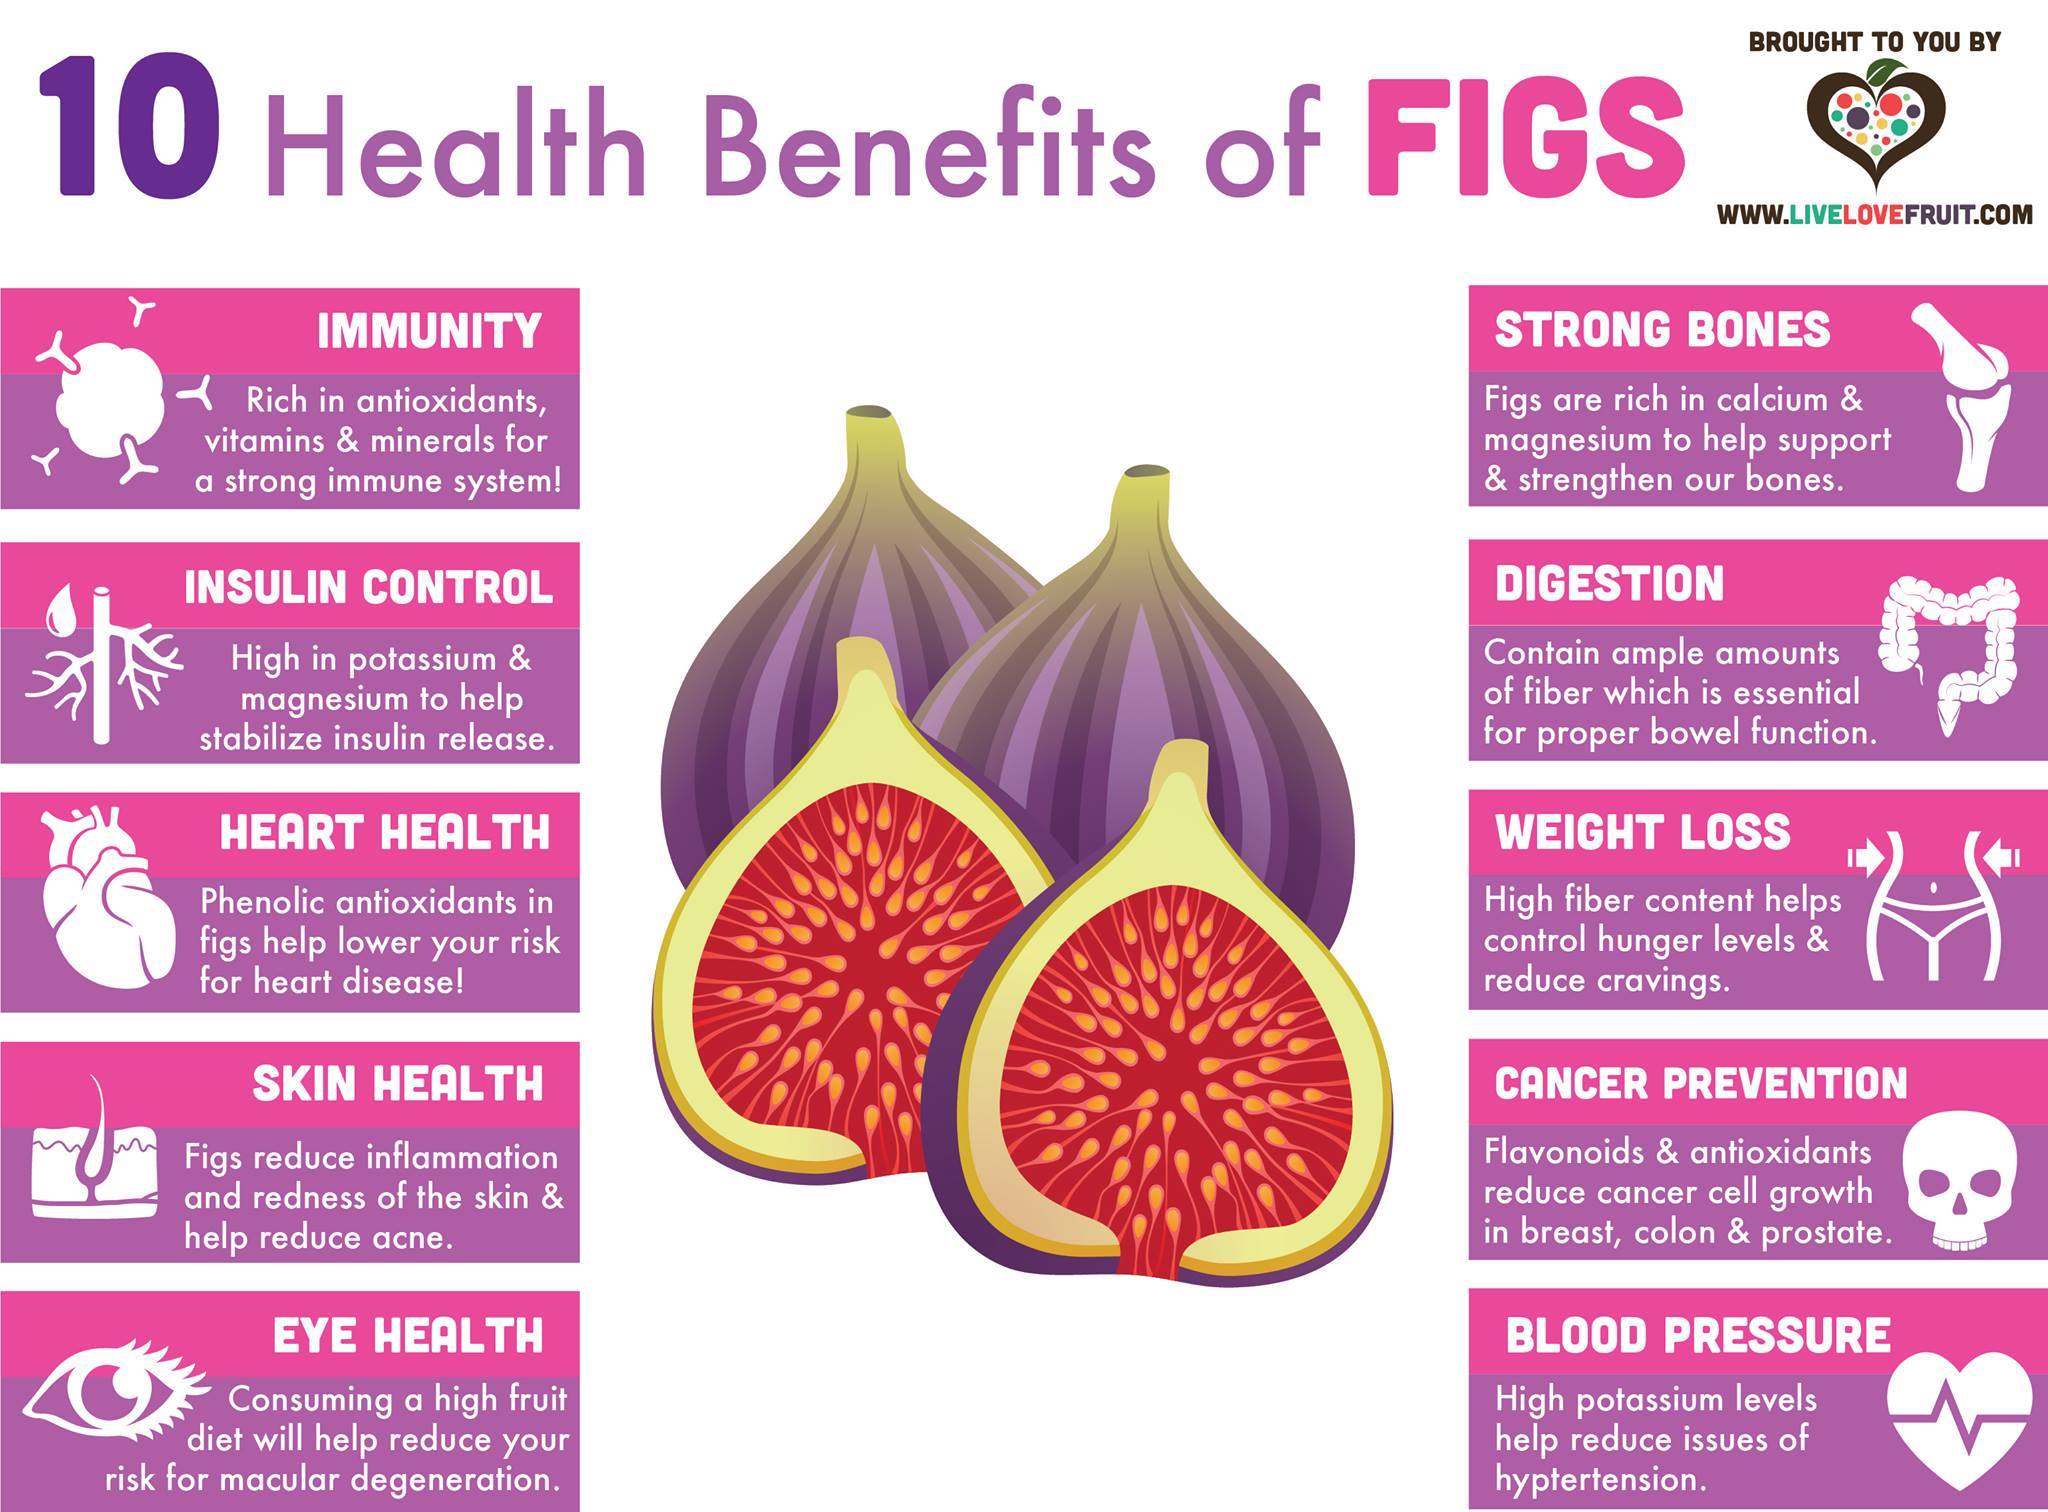 10 Health Benefits of FIGS
BROUGHT TO YOU BY
WWW.LIVELOVEFRUIT.COM
IMMUNITY
Rich in antioxidants,
vitamins & minerals for
a strong immune system!
INSULIN CONTROL
High in potassium &
magnesium to help
stabilize insulin release.
HEART HEALTH
Phenolic antioxidants in
figs help lower your risk
for heart disease!
SKIN HEALTH
Figs reduce inflammation
and redness of the skin &
help reduce acne.
EYE HEALTH
Consuming a high fruit
diet will help reduce your
risk for macular degeneration.
STRONG BONES
Figs are rich in calcium &
magnesium to help support
& strengthen our bones.
DIGESTION
Contain ample amounts
of fiber which is essential
for proper bowel function.
WEIGHT LOSS
High fiber content helps
control hunger levels &
reduce cravings.
CANCER PREVENTION
Flavonoids & antioxidants
reduce cancer cell growth
in breast, colon & prostate.
BLOOD PRESSURE
High potassium levels
help reduce issues of
hyptertension.